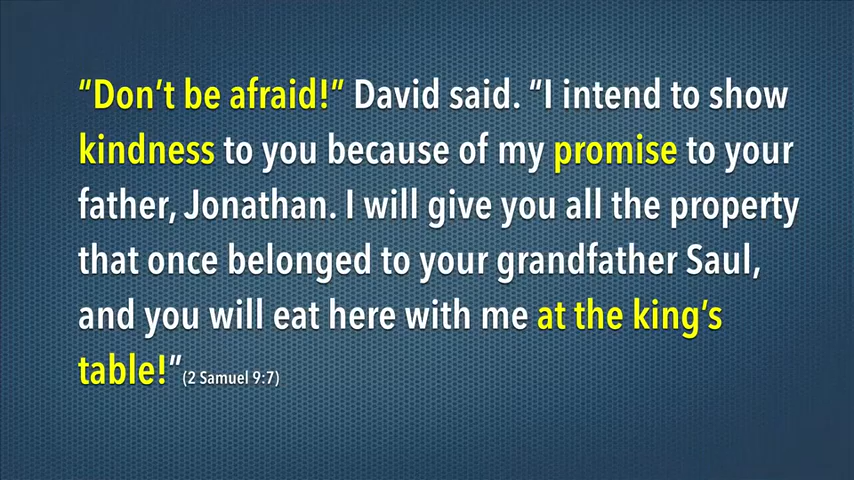 “Don’t be afraid!” David said. “I intend to show
kindness to you because of my promise to your
father, Jonathan. I will give you all the property
that once belonged to your grandfather Saul,
and you will eat here with me at the king’s
table!”(2 Samuel 9:7)